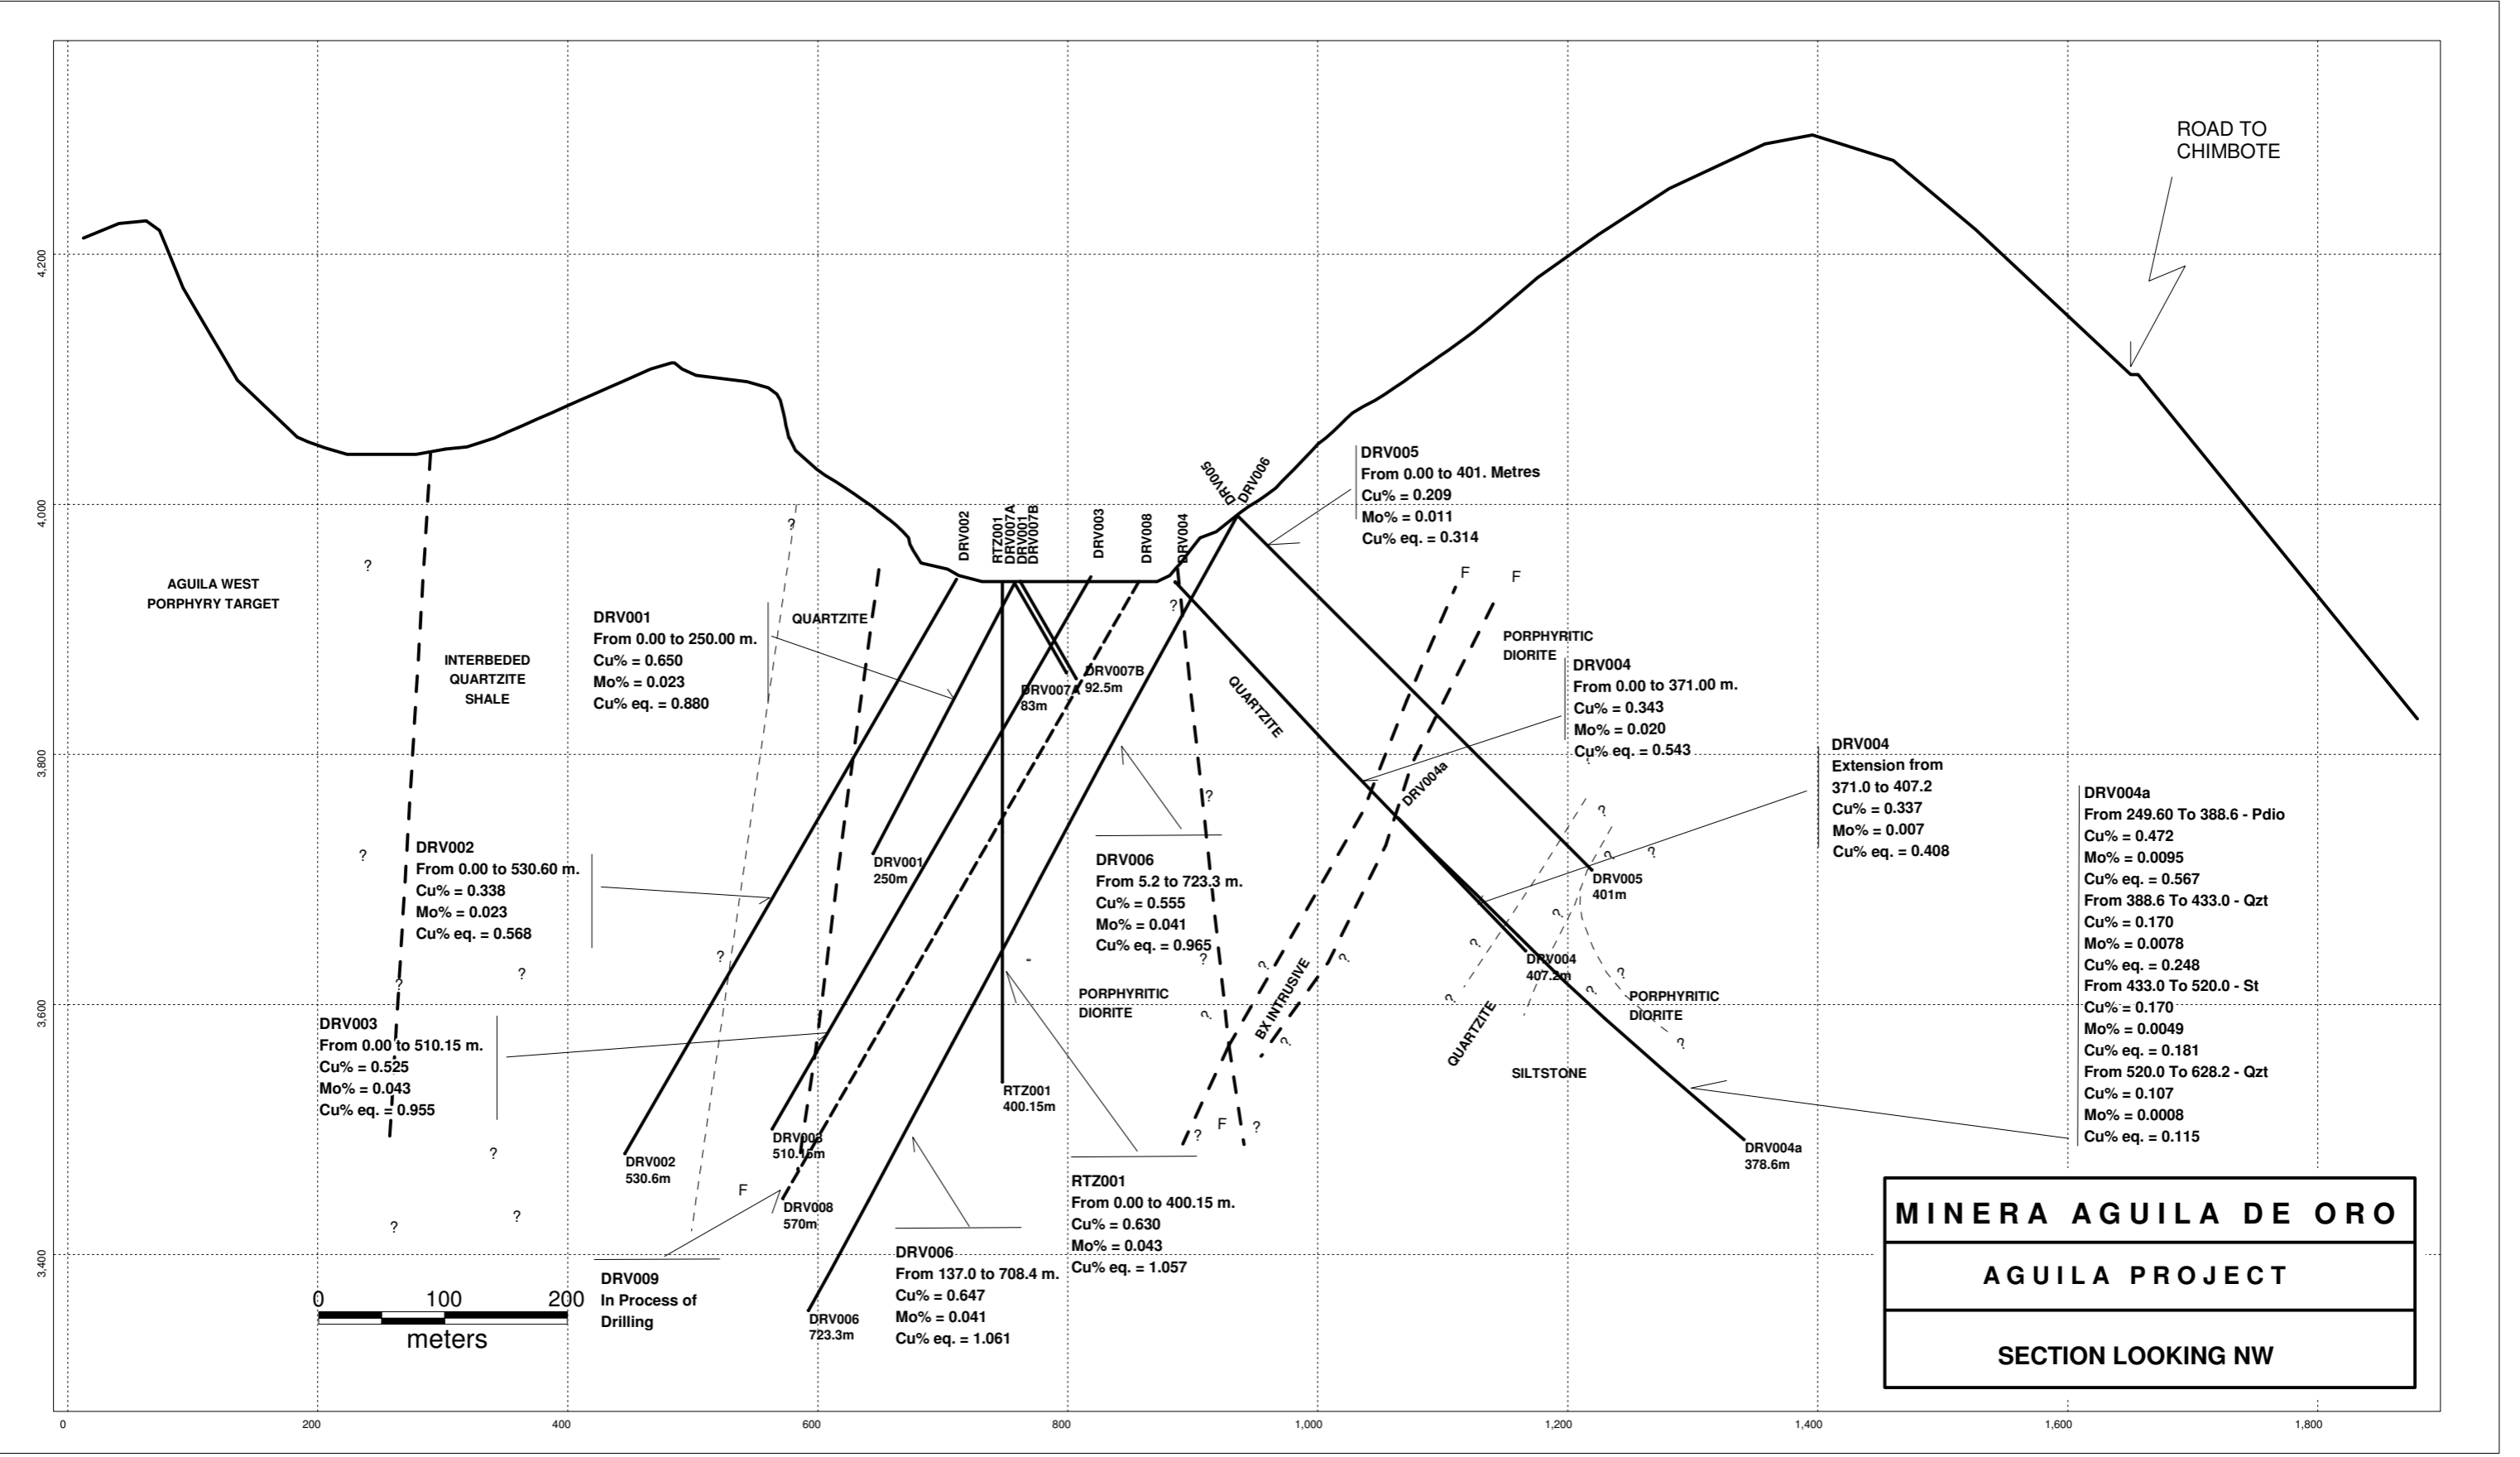 ROAD TO
CHIMBOTE
4,200
4,000
3,800
3,600
3,400
DRV005
From 0.00 to 401. Metres
Cu% = 0.209
Mo% = 0.011
Cu% eq. = 0.314
DRV005
DRV006
DRV002
RTZ001
DRV007A
DRV001
DRV007B
DRV003
DRV008
DRV004
F
F
?
?
?
AGUILA WEST
PORPHYRY TARGET
INTERBEDED
QUARTZITE
SHALE
DRV001
From 0.00 to 250.00 m.
Cu% = 0.650
Mo% = 0.023
Cu% eq. = 0.880
QUARTZITE
DRV007A
83m
DRV007B
92.5m
QUARTZITE
PORPHYRITIC
DIORITE
DRV004
From 0.00 to 371.00 m.
Cu% = 0.343
Mo% = 0.020
Cu% eq. = 0.543
DRV004a
DRV004
Extension from
371.0 to 407.2
Cu% = 0.337
Mo% = 0.007
Cu% eq. = 0.408
DRV004a
From 249.60 To 388.6 - Pdio
Cu% = 0.472
Mo% = 0.0095
Cu% eq. = 0.567
From 388.6 To 433.0 - Qzt
Cu% = 0.170
Mo% = 0.0078
Cu% eq. = 0.248
From 433.0 To 520.0 - St
Cu% = 0.170
Mo% = 0.0049
Cu% eq. = 0.181
From 520.0 To 628.2 - Qzt
Cu% = 0.107
Mo% = 0.0008
Cu% eq. = 0.115
?
?
?
?
?
?
DRV002
From 0.00 to 530.60 m.
Cu% = 0.338
Mo% = 0.023
Cu% eq. = 0.568
DRV001
250m
DRV006
From 5.2 to 723.3 m.
Cu% = 0.555
Mo% = 0.041
Cu% eq. = 0.965
DRV005
401m
?
?
?
?
?
?
?
?
?
?
?
?
DRV004
407.2m
PORPHYRITIC
DIORITE
BX INTRUSIVE
QUARTZITE
PORPHYRITIC
DIORITE
SILTSTONE
DRV003
From 0.00 to 510.15 m.
Cu% = 0.525
Mo% = 0.043
Cu% eq. = 0.955
?
?
?
RTZ001
400.15m
F
?
?
DRV003
510.15m
DRV002
530.6m
?
F
?
?
DRV008
570m
DRV004a
378.6m
RTZ001
From 0.00 to 400.15 m.
Cu% = 0.630
Mo% = 0.043
Cu% eq. = 1.057
DRV006
From 137.0 to 708.4 m.
Cu% = 0.647
Mo% = 0.041
Cu% eq. = 1.061
DRV009
In Process of
Drilling
DRV006
723.3m
0 100 200
meters
MINERA AGUILA DE ORO
AGUILA PROJECT
SECTION LOOKING NW
0 200 400 600 800 1,000 1,200 1,400 1,600 1,800